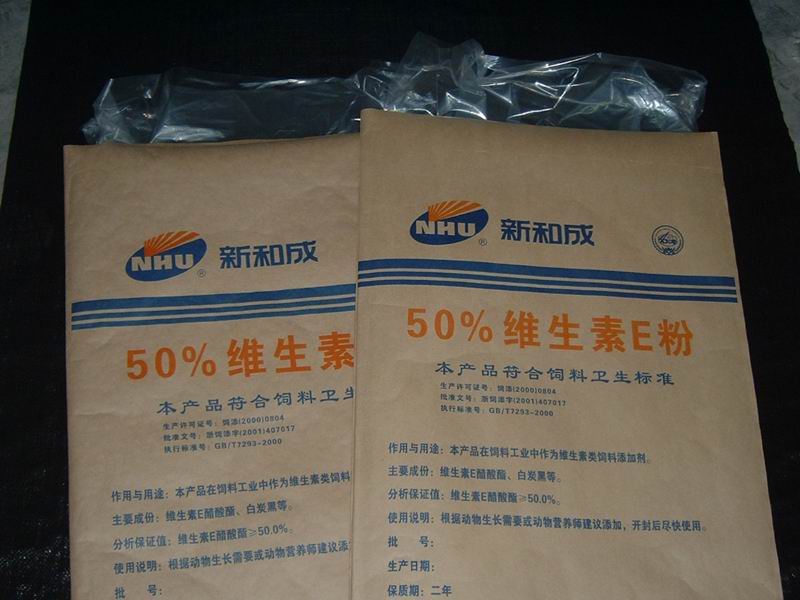 NHU ® 新和成
50%维生素
本产品符合饲料卫生
生产许可证号：饲添(2000)0804
批准文号：浙饲添字(2001)407017
执行标准号：GB/T7293-2000
作用与用途：本产品在饲料工业中作为维生素类饲料
主要成份：维生素E醋酸酯、白炭黑等。
分析保证值：维生素E醋酸酯≥50.0%。
使用说明：根据动物生长需要或动物营养师建议添加
批　号：
NHU ® 新和成
50%维生素E粉
本产品符合饲料卫生标准
生产许可证号：饲添(2000)0804
批准文号：浙饲添字(2001)407017
执行标准号：GB/T7293-2000
作用与用途：本产品在饲料工业中作为维生素类饲料添加剂。
主要成份：维生素E醋酸酯、白炭黑等。
分析保证值：维生素E醋酸酯≥50.0%。
使用说明：根据动物生长需要或动物营养师建议添加，开封后尽快使用。
批　号：
生产日期：
保质期：二年